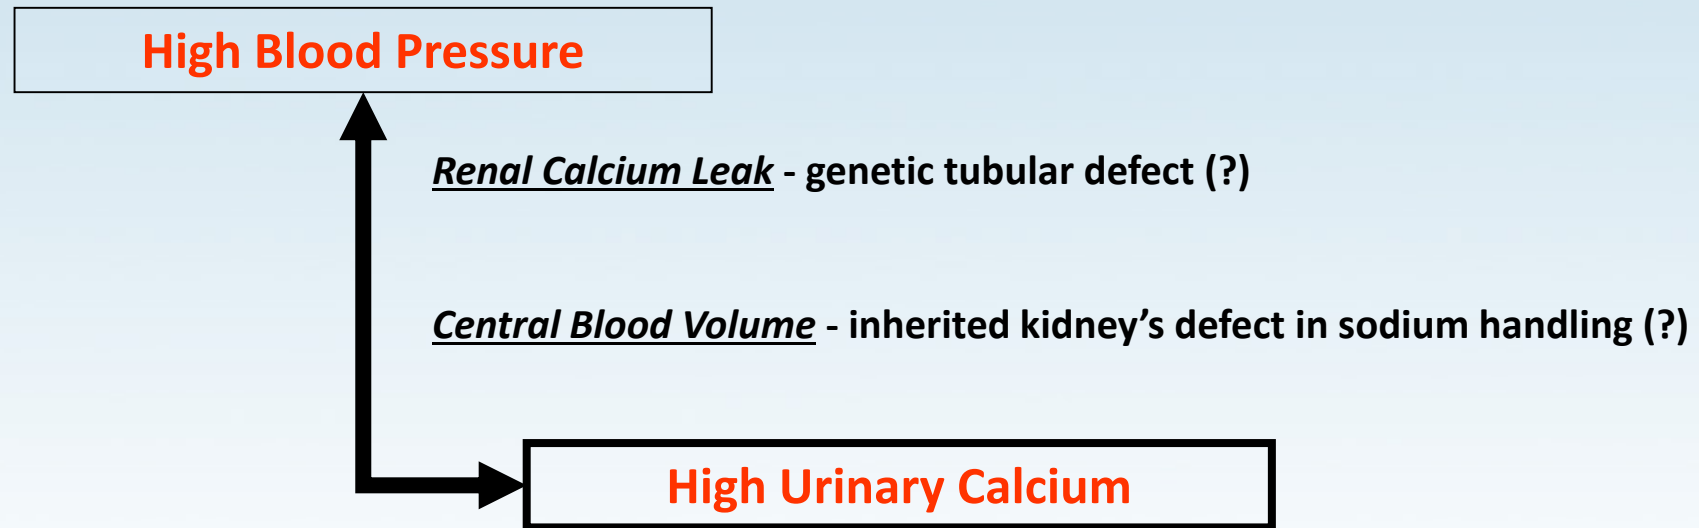 High Blood Pressure
Renal Calcium Leak - genetic tubular defect (?)
Central Blood Volume - inherited kidney’s defect in sodium handling (?)
High Urinary Calcium